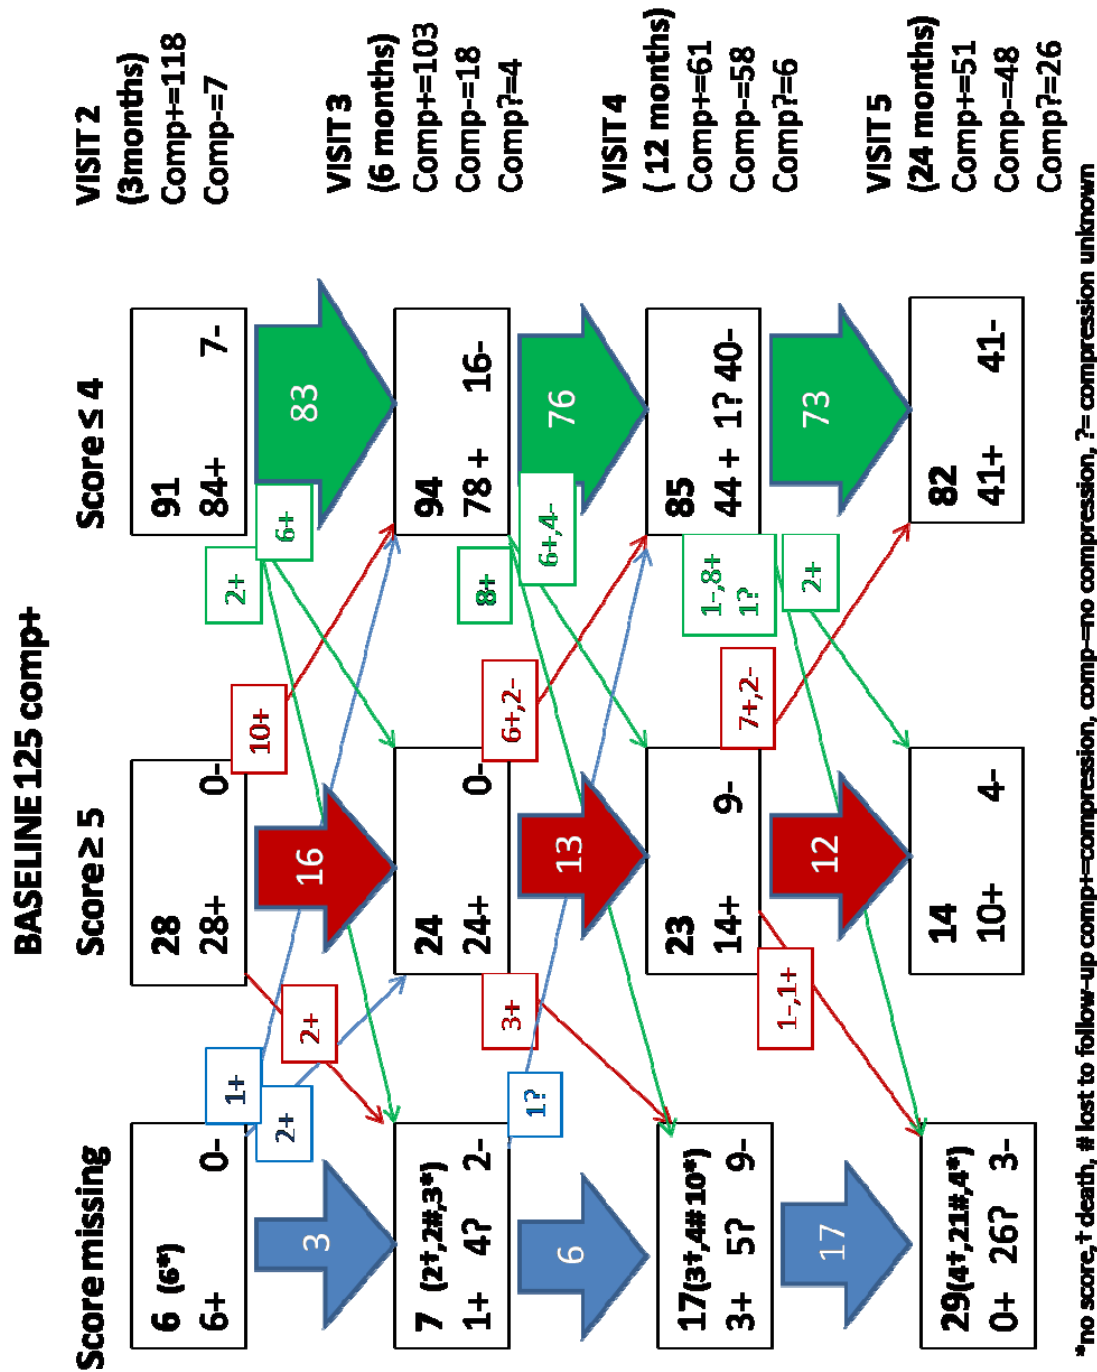 BASELINE 125 comp+
Score missing
Score ≥ 5
Score ≤ 4
VISIT 2
(3months)
Comp+=118
Comp-=7
6 (6*)
6+ 0-
28
28+ 0-
91
84+ 7-
1+
2+
2+
10+
2+
6+
3
16
83
VISIT 3
(6 months)
Comp+=103
Comp-=18
Comp?=4
7 (2†,2#,3*)
1+ 4? 2-
24
24+ 0-
94
78 + 16-
1?
3+
6+,2-
8+
6+,4-
6
13
76
VISIT 4
( 12 months)
Comp+=61
Comp-=58
Comp?=6
17(3†,4# 10*)
3+ 5? 9-
23
14+ 9-
85
44 + 1? 40-
1-,1+
7+,2-
1-,8+
1?
2+
17
12
73
VISIT 5
(24 months)
Comp+=51
Comp-=48
Comp?=26
29(4†,21#,4*)
0+ 26? 3-
14
10+ 4-
82
41+ 41-
*no score,† death, # lost to follow-up comp+=compression, comp-=no compression, ?= compression unknown